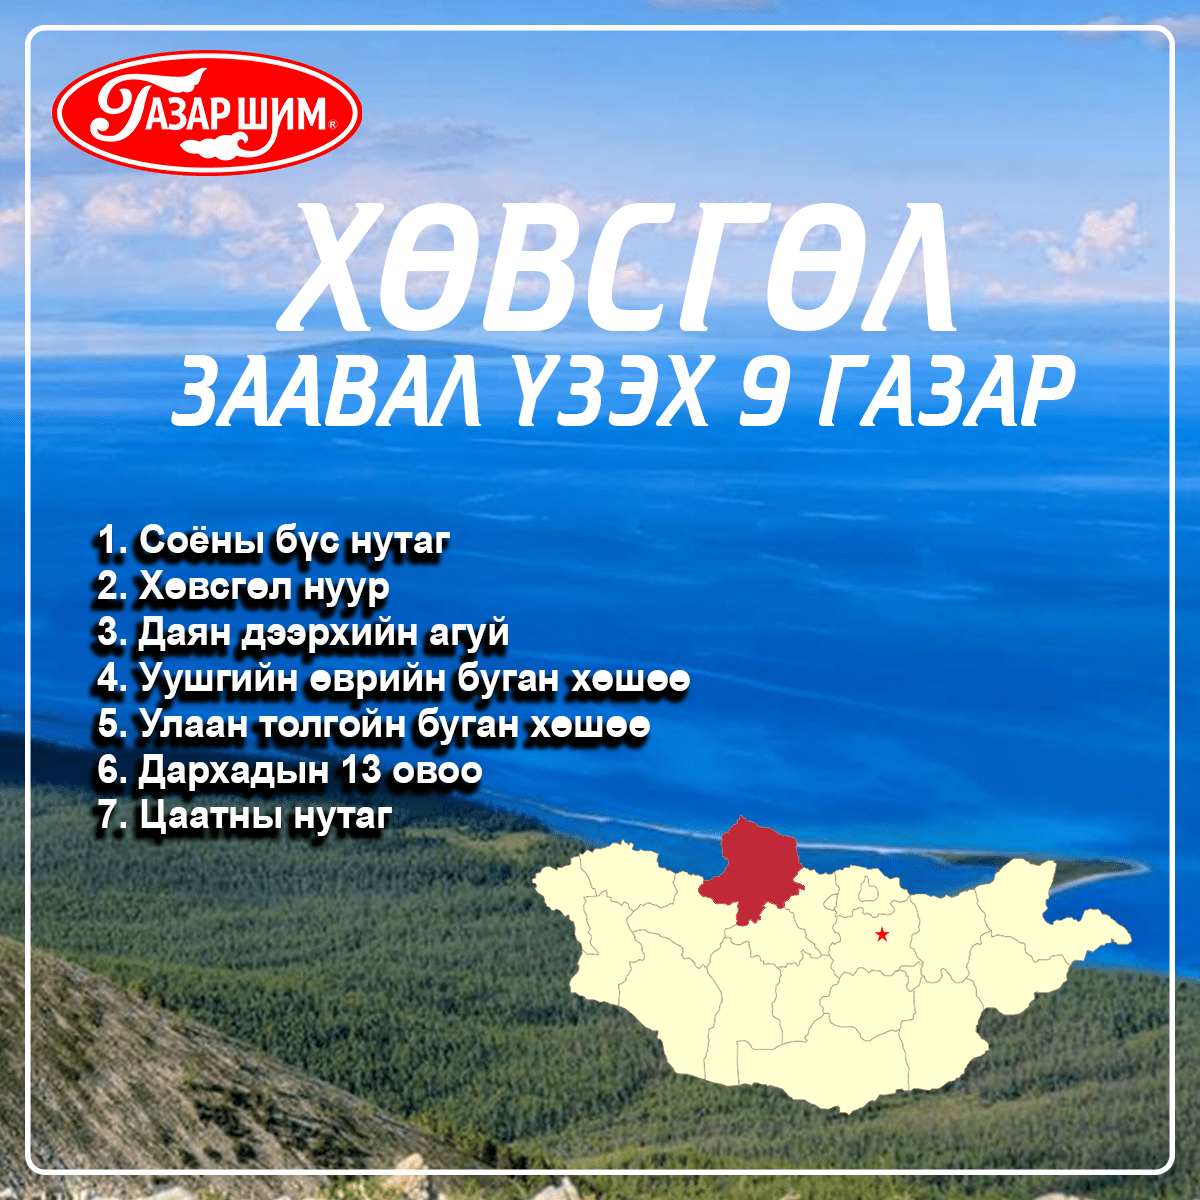 ГАЗАР ШИМ®
ХӨВСГӨЛ
ЗААВАЛ ҮЗЭХ 9 ГАЗАР
1. Соёны бүс нутаг
2. Хөвсгөл нуур
3. Даян дээрхийн агуй
4. Уушгийн өврийн буган хөшөө
5. Улаан толгойн буган хөшөө
6. Дархадын 13 овоо
7. Цаатны нутаг